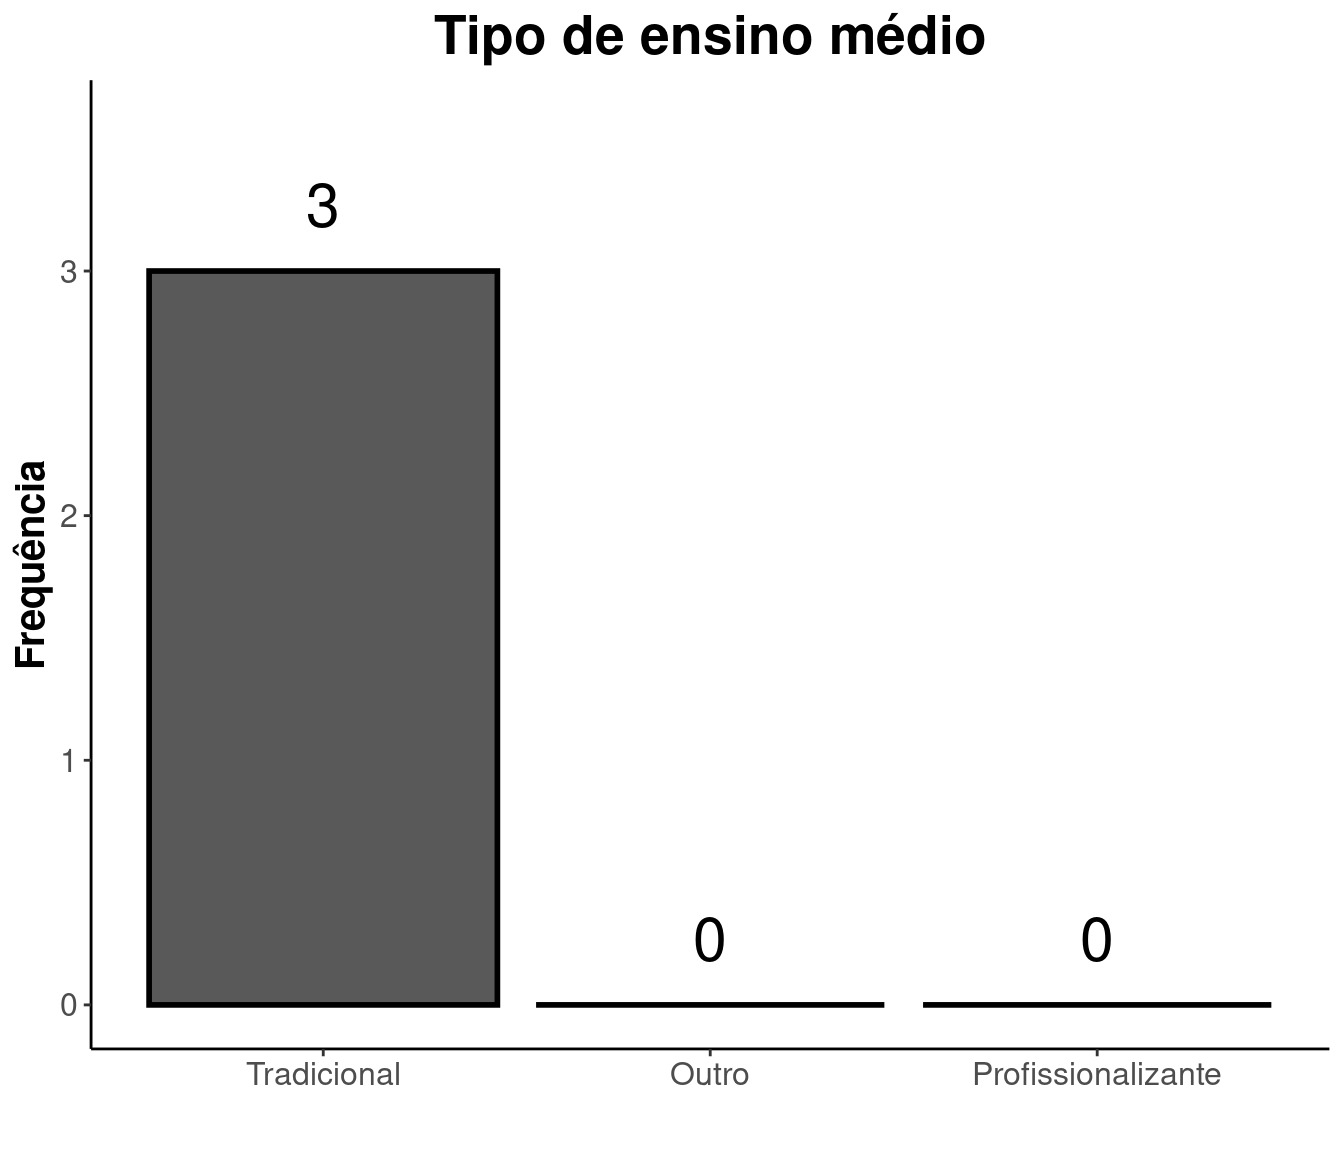 Tipo de ensino médio
3
3
2
1
0
Frequência
0
0
Tradicional
Outro
Profissionalizante